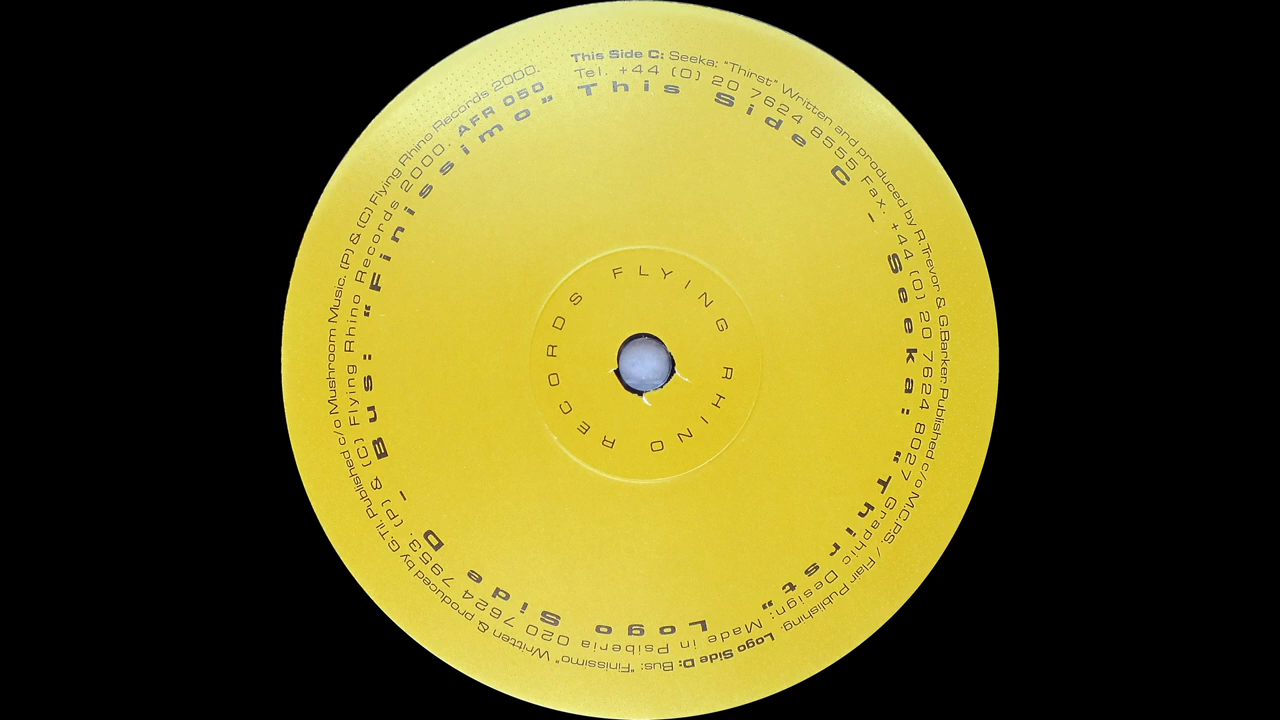 This Side C: Seeka: "Thirst" Written and produced by R.Trevor & G.Barker. Published c/o M.C.P.S. / Flair Publishing. Logo Side D: Bus: "Finissimo" Written & produced by G.Til. Published c/o Mushroom Music. (P) & (C) Flying Rhino Records 2000.
Tel. +44 (0) 20 7624 8555 Fax. +44 (0) 20 7624 8027 Graphic Design: Made in Psiberia 020 7624 7953. (P) & (C) Flying Rhino Records 2000. AFR 050
This Side C - Seeka: "Thirst" Logo Side D - Bus: "Finissimo"
FLYING RHINO RECORDS